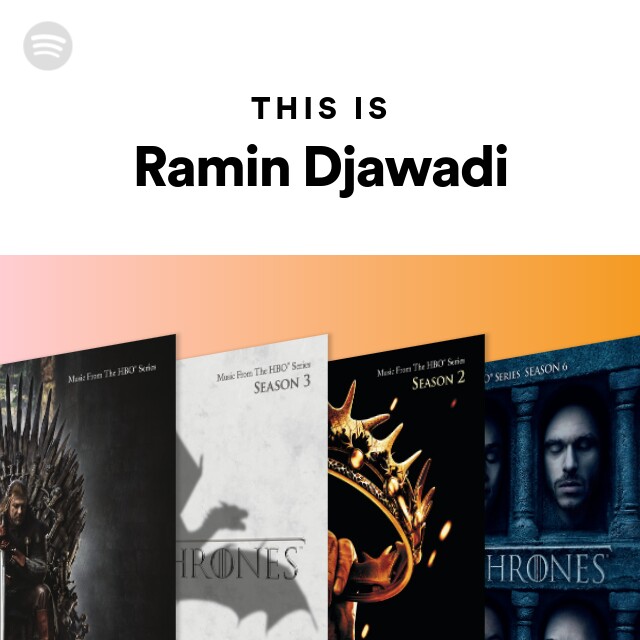 THIS IS
Ramin Djawadi
Music From The HBO® Series
Music From The HBO® Series
SEASON 3
HRONES
Music From The HBO® Series
SEASON 2
SERIES SEASON 6
HRONES